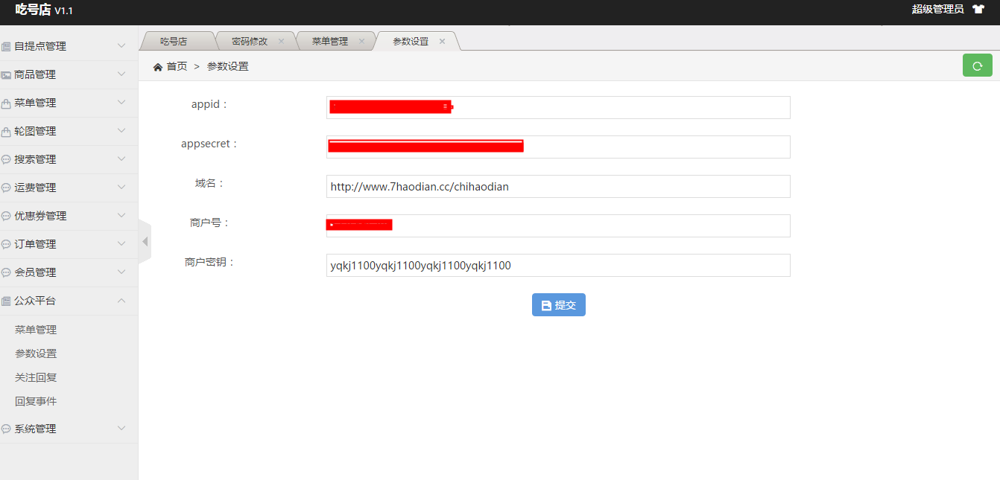 吃号店 V1.1
超级管理员
自提点管理
商品管理
菜单管理
轮图管理
搜索管理
运费管理
优惠券管理
订单管理
会员管理
公众平台
菜单管理
参数设置
关注回复
回复事件
系统管理
吃号店
密码修改
菜单管理
参数设置
首页 > 参数设置
appid：
appsecret：
域名：
http://www.7haodian.cc/chihaodian
商户号：
商户密钥：
yqkj1100yqkj1100yqkj1100yqkj1100
提交